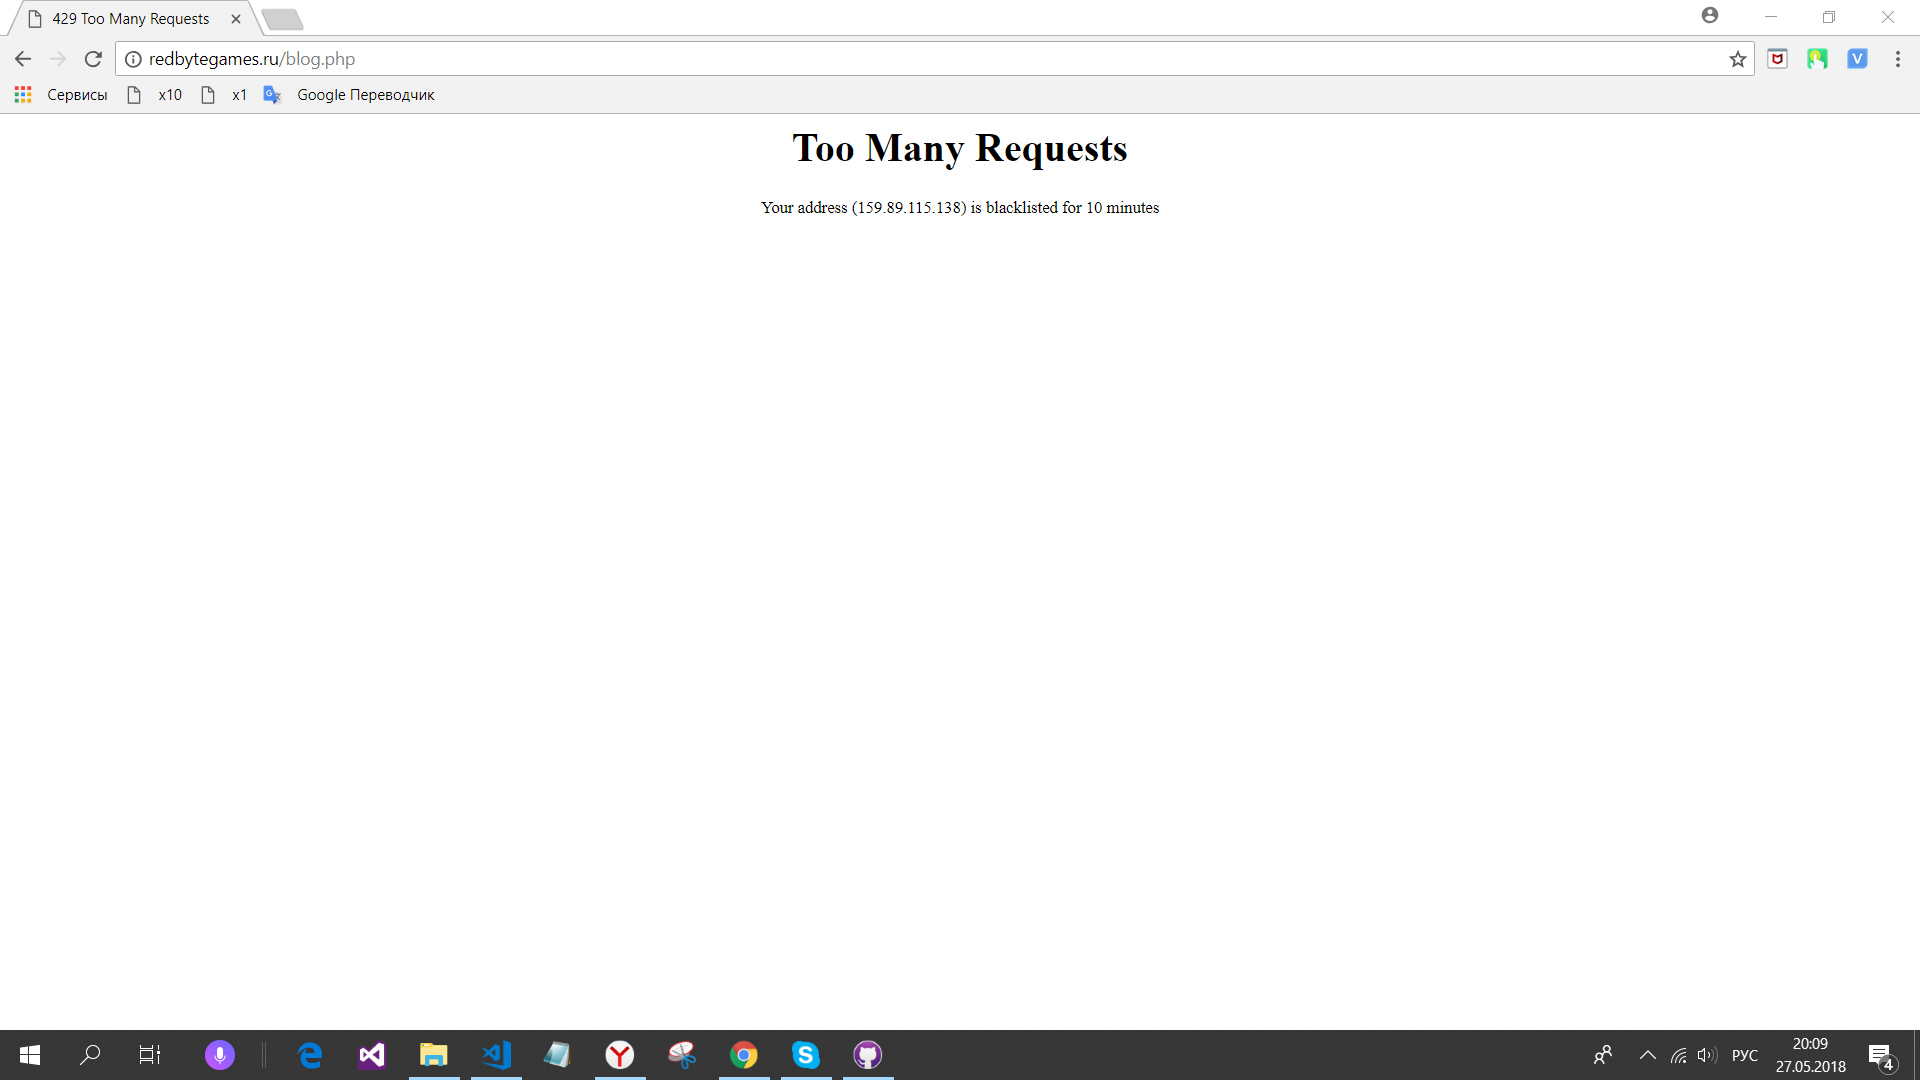 429 Too Many Requests
redbytegames.ru/blog.php
Сервисы x10 x1 Google Переводчик
Too Many Requests
Your address (159.89.115.138) is blacklisted for 10 minutes
РУС
20:09
27.05.2018
4